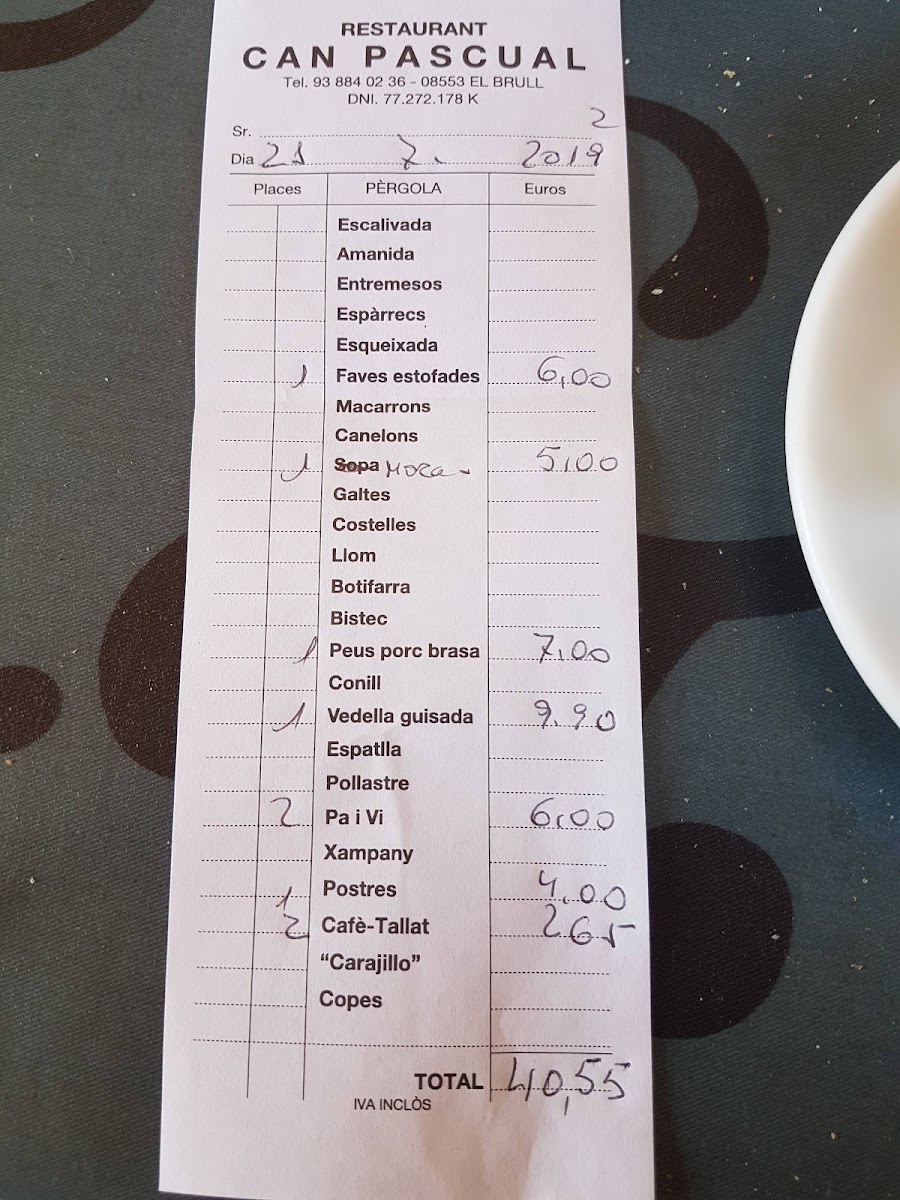 RESTAURANT
CAN PASCUAL
Tel. 93 884 02 36 - 08553 EL BRULL
DNI. 77.272.178 K
2
Sr.
Dia 21 7. 2019
Places PÈRGOLA Euros
Escalivada
Amanida
Entremesos
Espàrrecs
Esqueixada
1 Faves estofades 6,00
Macarrons
Canelons
1 Sopa 5,00
Galtes
Costelles
Llom
Botifarra
Bistec
1 Peus porc brasa 7,00
Conill
1 Vedella guisada 9.90
Espatlla
Pollastre
2 Pa i Vi 6,00
Xampany
1 Postres 4.00
2 Cafè-Tallat 265
“Carajillo”
Copes
TOTAL 40,55
IVA INCLÒS